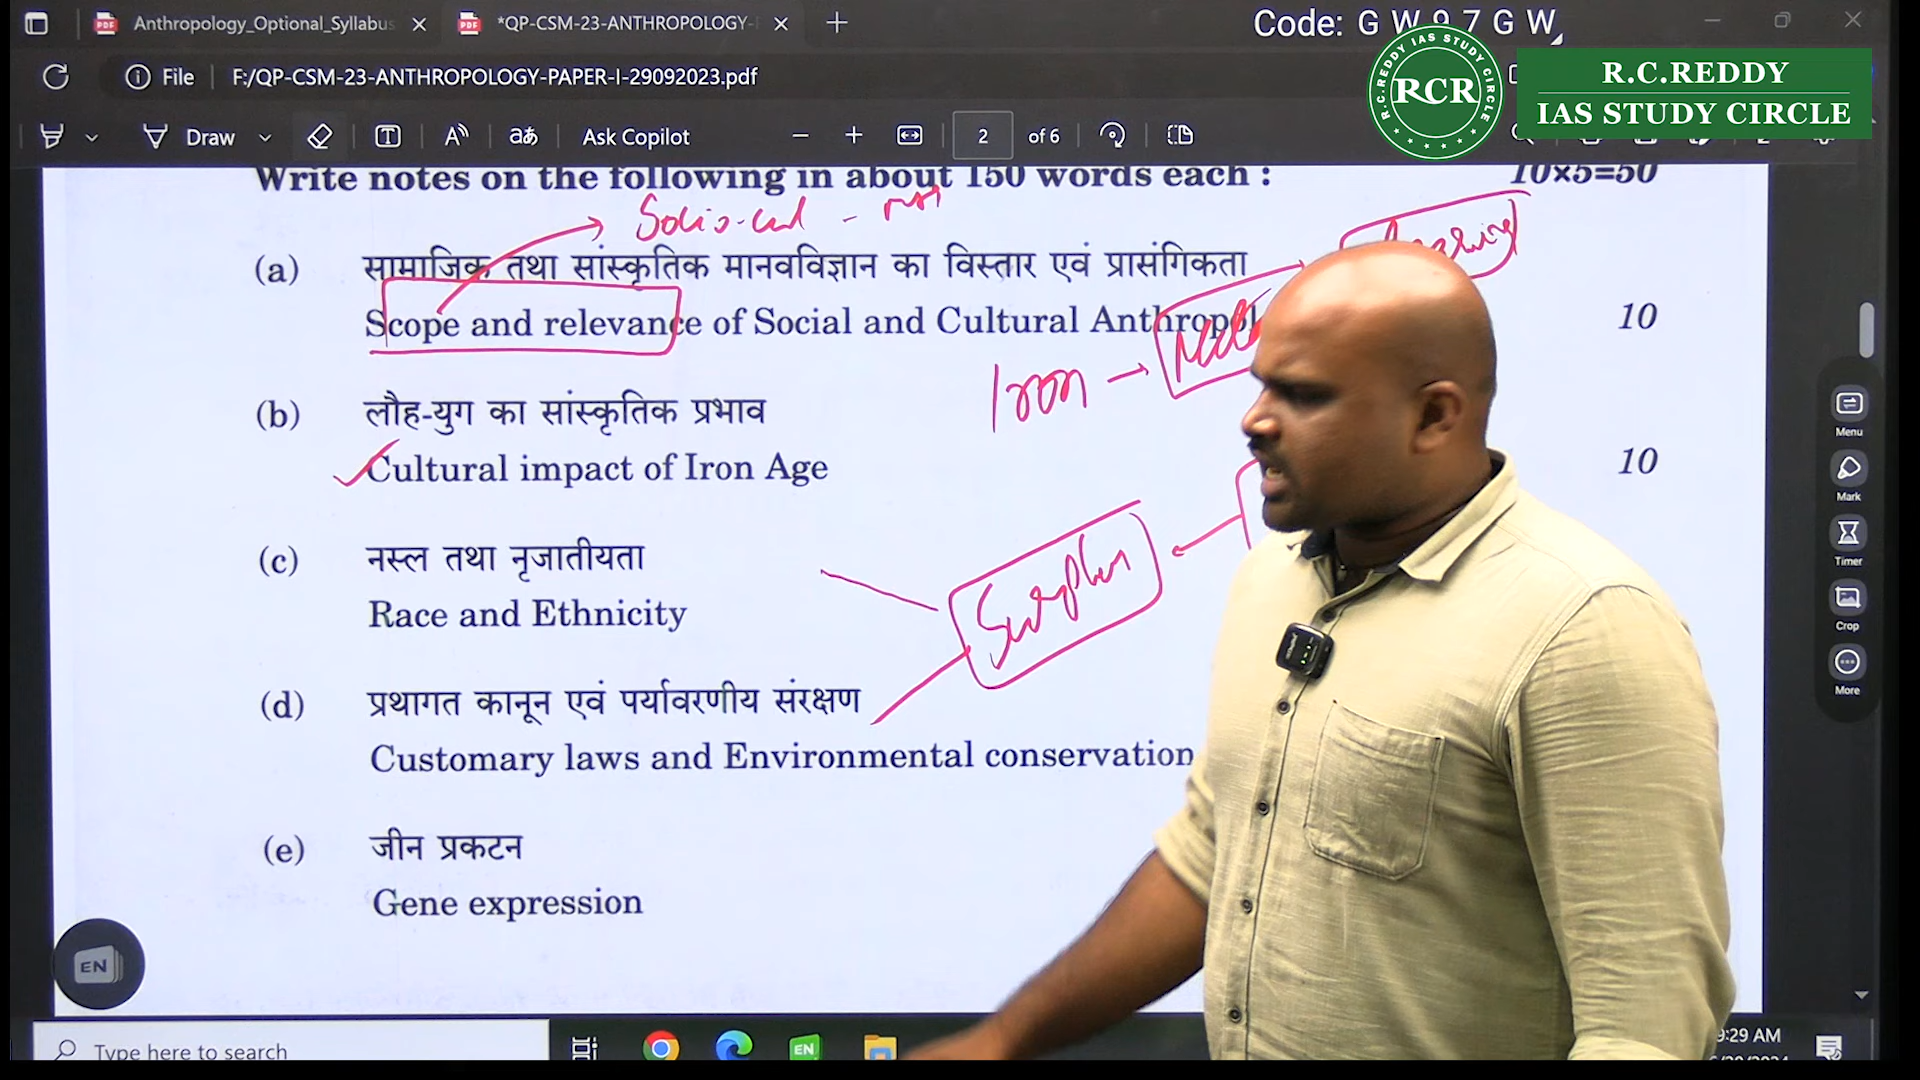 Anthropology_Optional_Syllabus
*QP-CSM-23-ANTHROPOLOGY-
Code: G W 9 7 G W
File
F:/QP-CSM-23-ANTHROPOLOGY-PAPER-I-29092023.pdf
R.C.REDDY IAS STUDY CIRCLE
RCR
R.C.REDDY
IAS STUDY CIRCLE
Draw
Ask Copilot
2 of 6
Write notes on the following in about 150 words each : 10×5=50
Socio-cul -
(a) सामाजिक तथा सांस्कृतिक मानवविज्ञान का विस्तार एवं प्रासंगिकता
Scope and relevance of Social and Cultural Anthropol 10
Iron
(b) लौह-युग का सांस्कृतिक प्रभाव
Cultural impact of Iron Age 10
(c) नस्ल तथा नृजातीयता
Race and Ethnicity
Surplus
(d) प्रथागत कानून एवं पर्यावरणीय संरक्षण
Customary laws and Environmental conservation
(e) जीन प्रकटन
Gene expression
Menu
Mark
Timer
Crop
More
EN
Type here to search
EN
9:29 AM